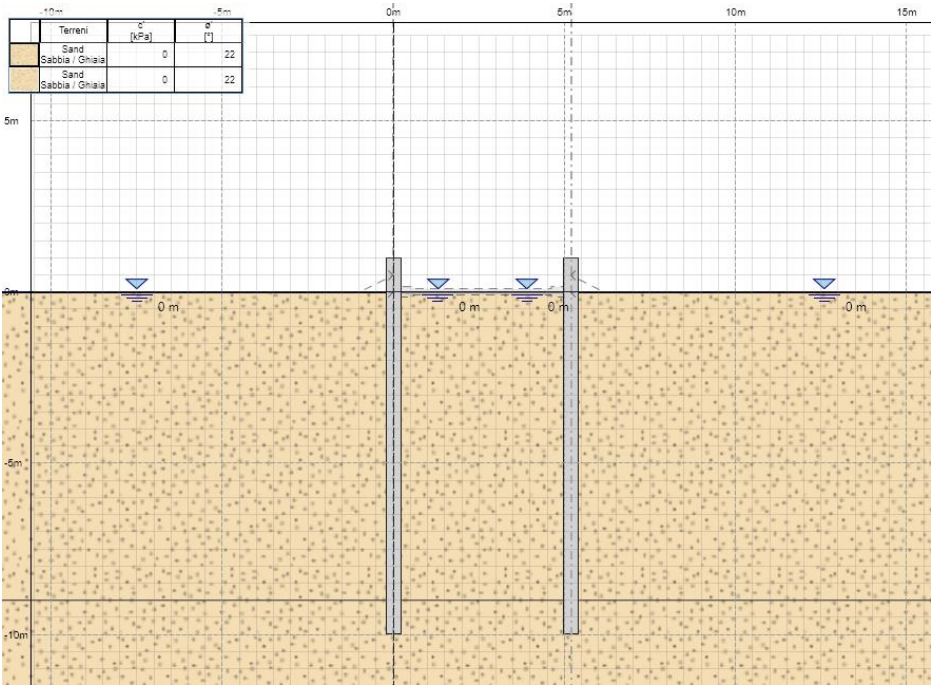 -10m -5m 0m 5m 10m 15m
Terreni c' ø'
[kPa] [°]
Sand
Sabbia / Ghiaia 0 22
Sand
Sabbia / Ghiaia 0 22
5m
0m
0 m 0 m 0 m 0 m
-5m
-10m